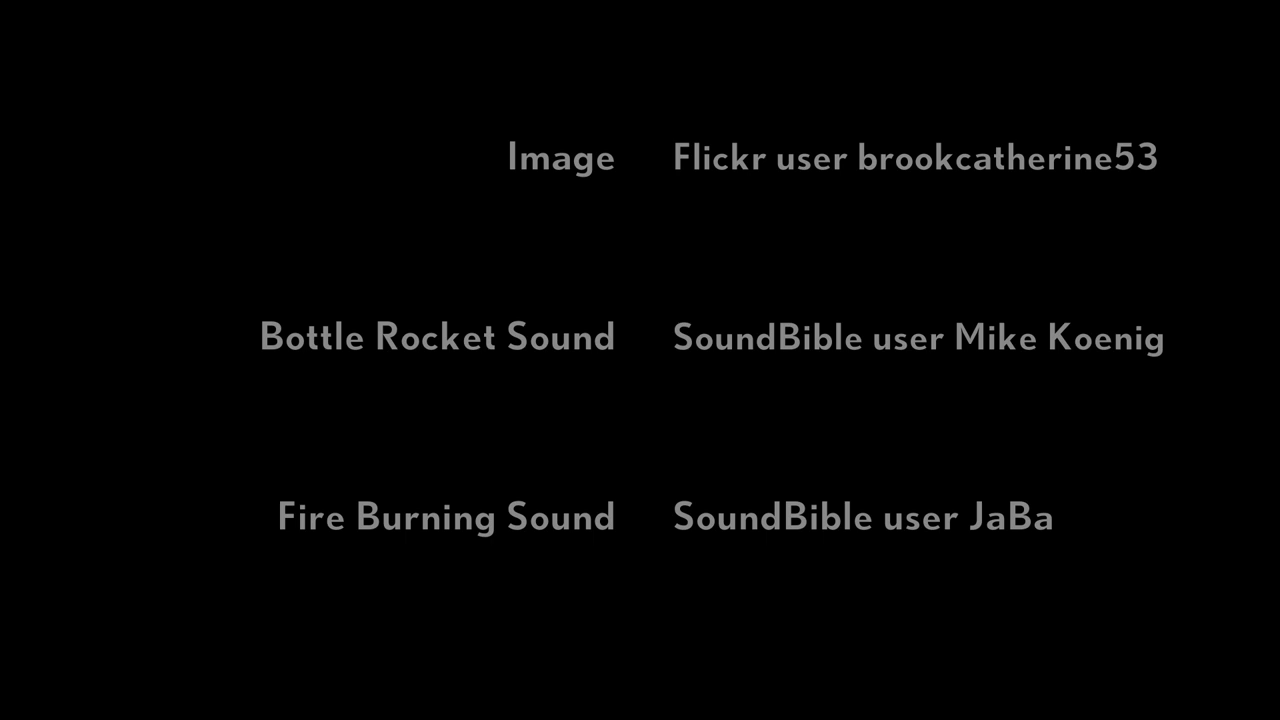 Image Flickr user brookcatherine53
Bottle Rocket Sound SoundBible user Mike Koenig
Fire Burning Sound SoundBible user JaBa